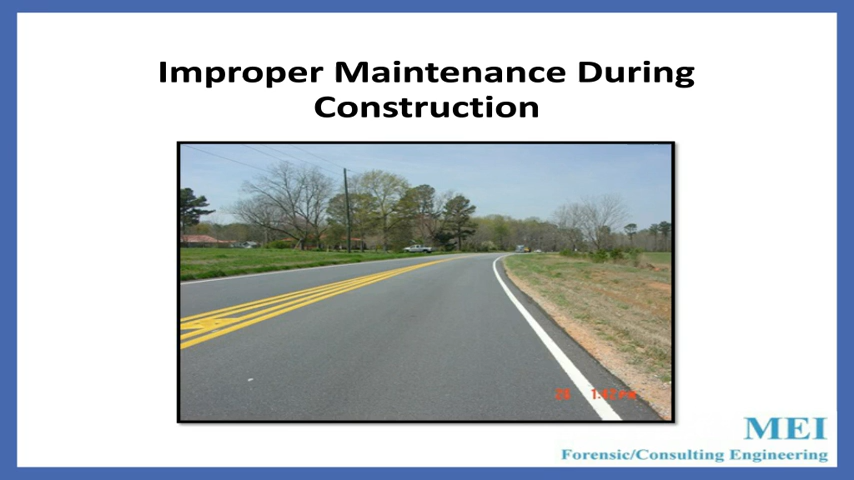 Improper Maintenance During
Construction
MEI
Forensic/Consulting Engineering